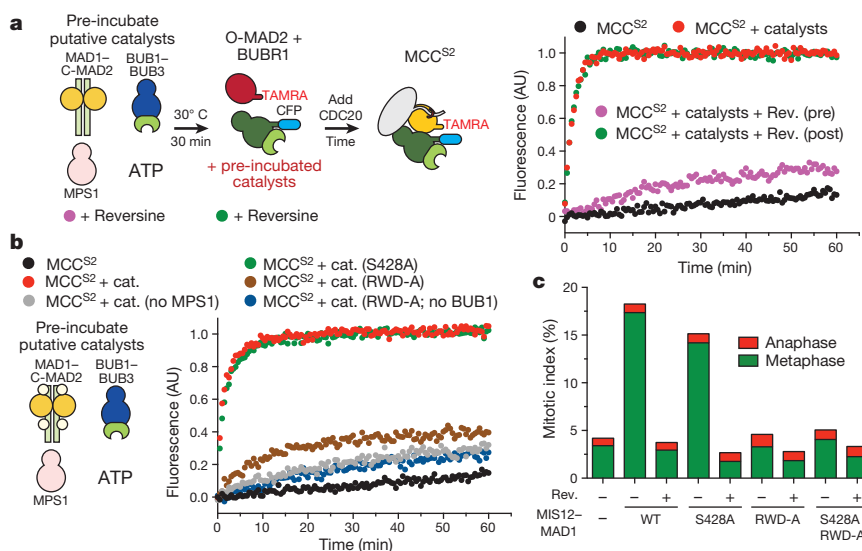 a
Pre-incubate
putative catalysts
MAD1–
C-MAD2
BUB1–
BUB3
MPS1
ATP
30° C
30 min
O-MAD2 +
BUBR1
TAMRA
CFP
+ pre-incubated
catalysts
Add
CDC20
Time
MCC^S2
TAMRA
+ Reversine
+ Reversine
MCC^S2
MCC^S2 + catalysts
MCC^S2 + catalysts + Rev. (pre)
MCC^S2 + catalysts + Rev. (post)
Fluorescence (AU)
1.0
0.8
0.6
0.4
0.2
0
0 10 20 30 40 50 60
Time (min)
b
MCC^S2
MCC^S2 + cat.
MCC^S2 + cat. (no MPS1)
MCC^S2 + cat. (S428A)
MCC^S2 + cat. (RWD-A)
MCC^S2 + cat. (RWD-A; no BUB1)
Pre-incubate
putative catalysts
MAD1–
C-MAD2
BUB1–
BUB3
MPS1
ATP
Fluorescence (AU)
1.0
0.8
0.6
0.4
0.2
0.0
0 10 20 30 40 50 60
Time (min)
c
Mitotic index (%)
20
15
10
5
0
Anaphase
Metaphase
Rev. – – + – + – + – +
MIS12–
MAD1
–
WT
S428A
RWD-A
S428A
RWD-A